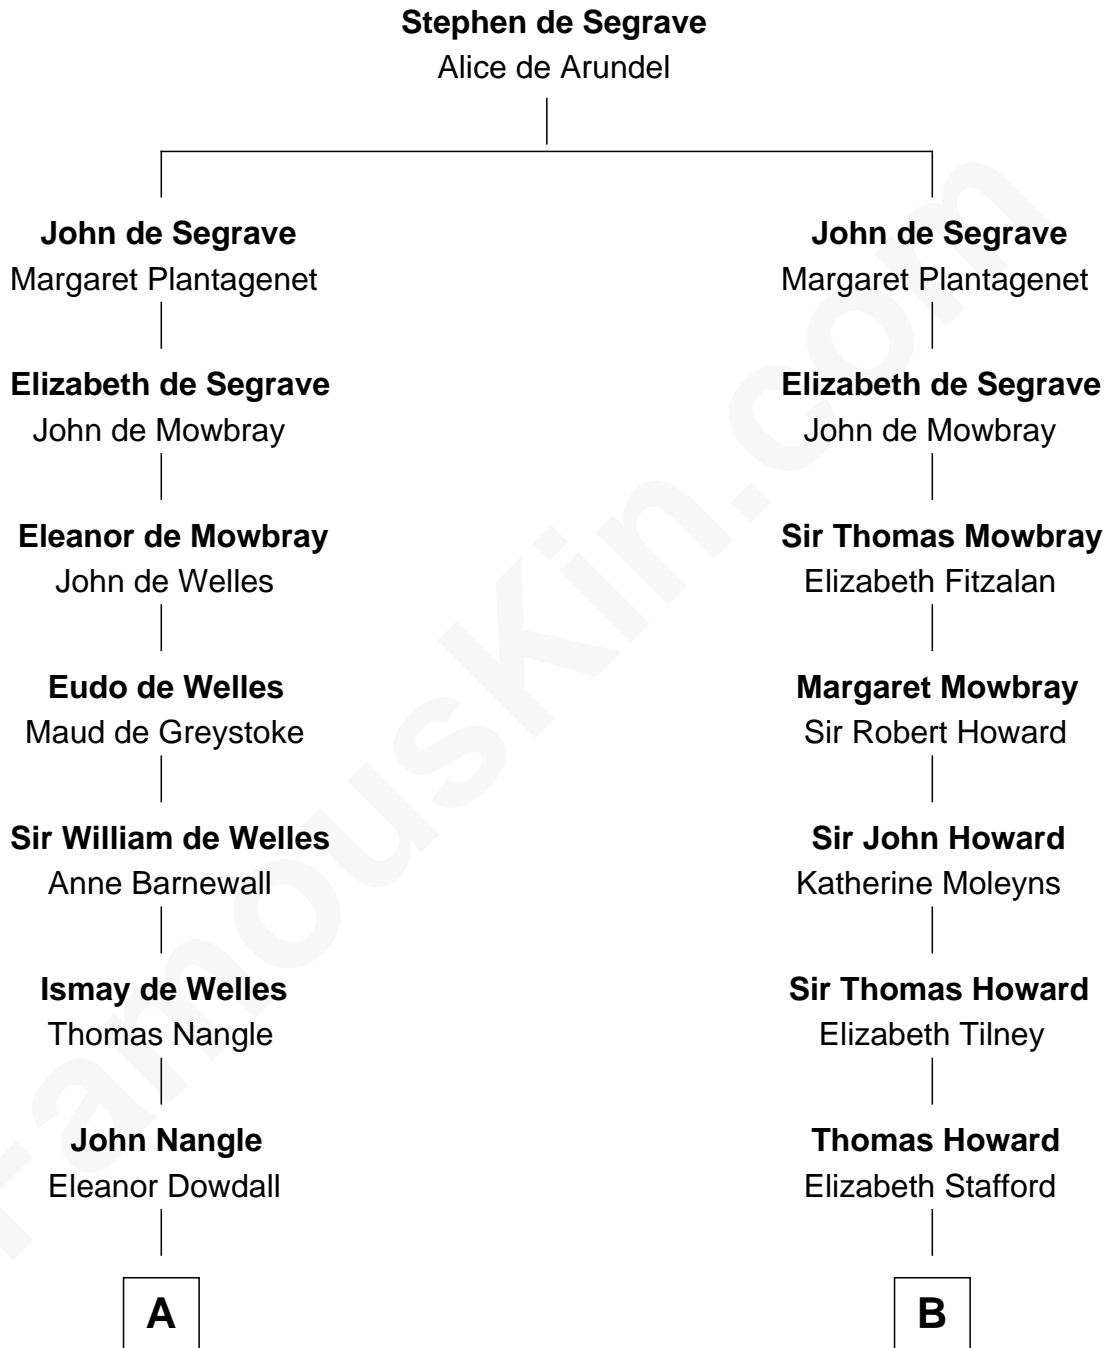 Stephen de Segrave
Alice de Arundel
John de Segrave
Margaret Plantagenet
Elizabeth de Segrave
John de Mowbray
Eleanor de Mowbray
John de Welles
Eudo de Welles
Maud de Greystoke
Sir William de Welles
Anne Barnewall
Ismay de Welles
Thomas Nangle
John Nangle
Eleanor Dowdall
A
John de Segrave
Margaret Plantagenet
Elizabeth de Segrave
John de Mowbray
Sir Thomas Mowbray
Elizabeth Fitzalan
Margaret Mowbray
Sir Robert Howard
Sir John Howard
Katherine Moleyns
Sir Thomas Howard
Elizabeth Tilney
Thomas Howard
Elizabeth Stafford
B
FamousKin.com